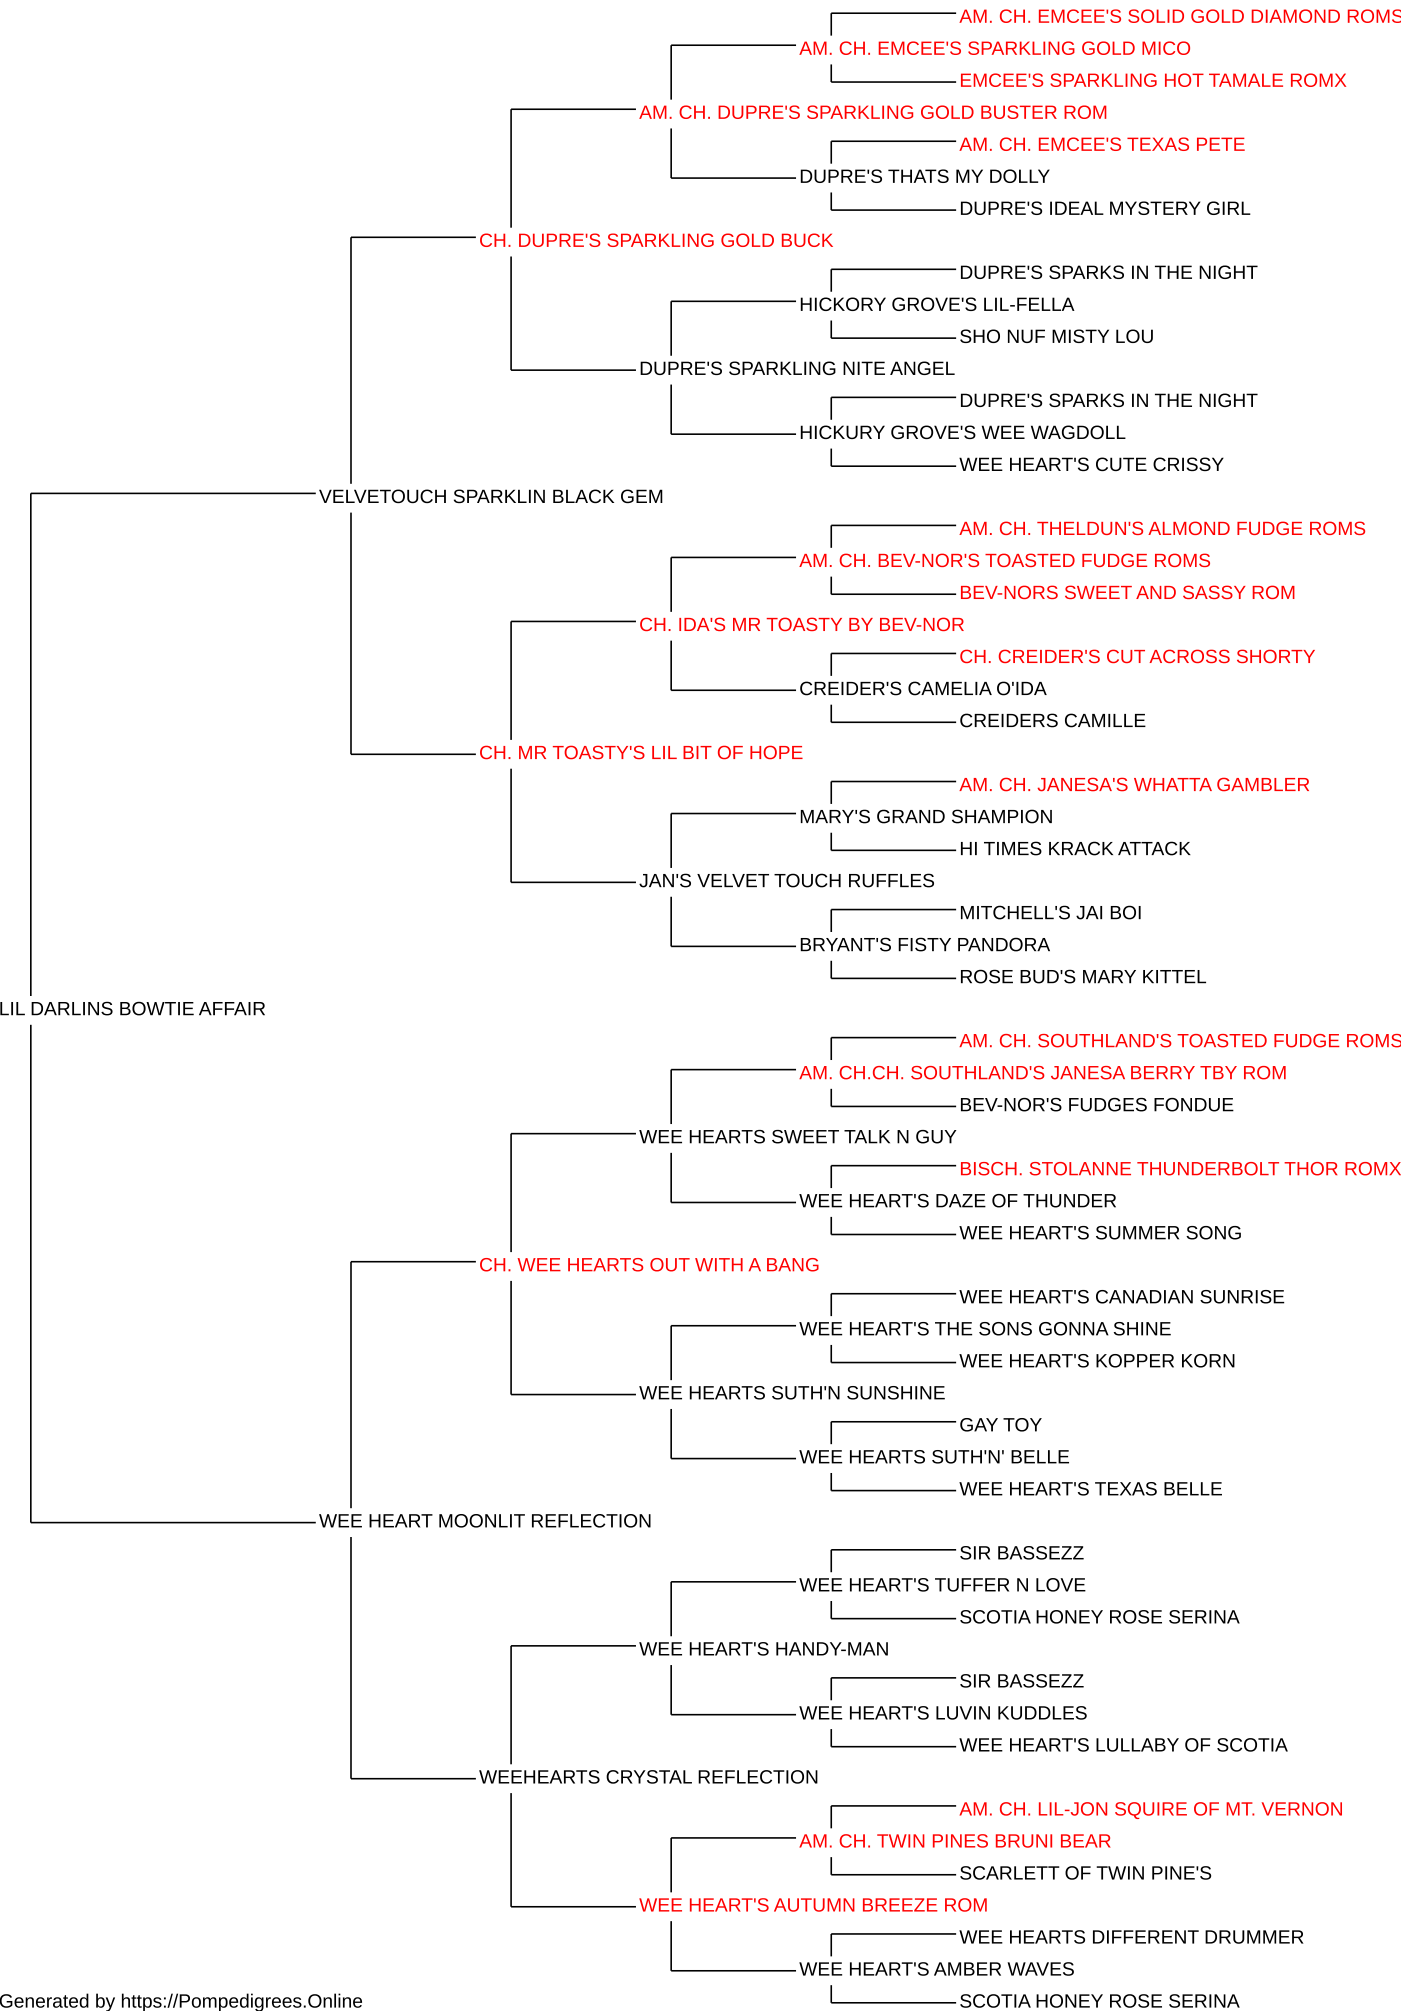 AM. CH. EMCEE'S SOLID GOLD DIAMOND ROMS
AM. CH. EMCEE'S SPARKLING GOLD MICO
EMCEE'S SPARKLING HOT TAMALE ROMX
AM. CH. DUPRE'S SPARKLING GOLD BUSTER ROM
AM. CH. EMCEE'S TEXAS PETE
DUPRE'S THATS MY DOLLY
DUPRE'S IDEAL MYSTERY GIRL
CH. DUPRE'S SPARKLING GOLD BUCK
DUPRE'S SPARKS IN THE NIGHT
HICKORY GROVE'S LIL-FELLA
SHO NUF MISTY LOU
DUPRE'S SPARKLING NITE ANGEL
DUPRE'S SPARKS IN THE NIGHT
HICKURY GROVE'S WEE WAGDOLL
WEE HEART'S CUTE CRISSY
VELVETOUCH SPARKLIN BLACK GEM
AM. CH. THELDUN'S ALMOND FUDGE ROMS
AM. CH. BEV-NOR'S TOASTED FUDGE ROMS
BEV-NORS SWEET AND SASSY ROM
CH. IDA'S MR TOASTY BY BEV-NOR
CH. CREIDER'S CUT ACROSS SHORTY
CREIDER'S CAMELIA O'IDA
CREIDERS CAMILLE
CH. MR TOASTY'S LIL BIT OF HOPE
AM. CH. JANESA'S WHATTA GAMBLER
MARY'S GRAND SHAMPION
HI TIMES KRACK ATTACK
JAN'S VELVET TOUCH RUFFLES
MITCHELL'S JAI BOI
BRYANT'S FISTY PANDORA
ROSE BUD'S MARY KITTEL
LIL DARLINS BOWTIE AFFAIR
AM. CH. SOUTHLAND'S TOASTED FUDGE ROMS
AM. CH.CH. SOUTHLAND'S JANESA BERRY TBY ROM
BEV-NOR'S FUDGES FONDUE
WEE HEARTS SWEET TALK N GUY
BISCH. STOLANNE THUNDERBOLT THOR ROMX
WEE HEART'S DAZE OF THUNDER
WEE HEART'S SUMMER SONG
CH. WEE HEARTS OUT WITH A BANG
WEE HEART'S CANADIAN SUNRISE
WEE HEART'S THE SONS GONNA SHINE
WEE HEART'S KOPPER KORN
WEE HEARTS SUTH'N SUNSHINE
GAY TOY
WEE HEARTS SUTH'N' BELLE
WEE HEART'S TEXAS BELLE
WEE HEART MOONLIT REFLECTION
SIR BASSEZZ
WEE HEART'S TUFFER N LOVE
SCOTIA HONEY ROSE SERINA
WEE HEART'S HANDY-MAN
SIR BASSEZZ
WEE HEART'S LUVIN KUDDLES
WEE HEART'S LULLABY OF SCOTIA
WEEHEARTS CRYSTAL REFLECTION
AM. CH. LIL-JON SQUIRE OF MT. VERNON
AM. CH. TWIN PINES BRUNI BEAR
SCARLETT OF TWIN PINE'S
WEE HEART'S AUTUMN BREEZE ROM
WEE HEARTS DIFFERENT DRUMMER
WEE HEART'S AMBER WAVES
SCOTIA HONEY ROSE SERINA
Generated by https://Pompedigrees.Online